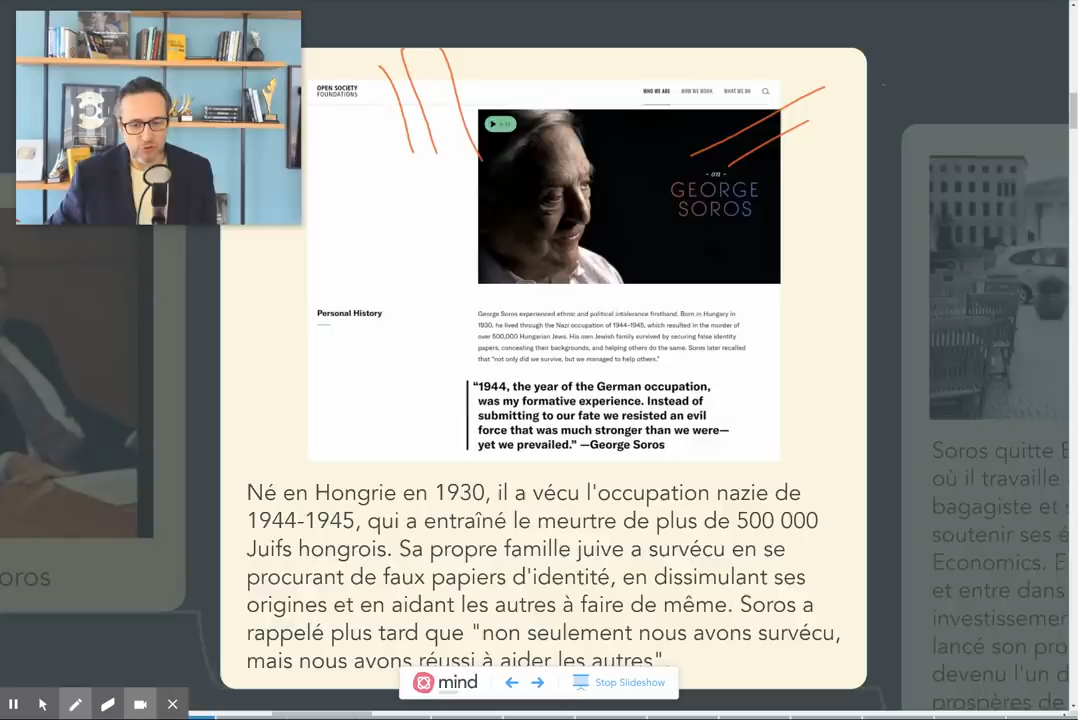 OPEN SOCIETY
FOUNDATIONS
WHO WE ARE
HOW WE WORK
WHAT WE DO
- on -
GEORGE
SOROS
Personal History
George Soros experienced ethnic and political intolerance firsthand. Born in Hungary in
1930, he lived through the Nazi occupation of 1944–1945, which resulted in the murder of
over 500,000 Hungarian Jews. His own Jewish family survived by securing false identity
papers, concealing their backgrounds, and helping others do the same. Soros later recalled
that "not only did we survive, but we managed to help others."
"1944, the year of the German occupation,
was my formative experience. Instead of
submitting to our fate we resisted an evil
force that was much stronger than we were—
yet we prevailed." —George Soros
Né en Hongrie en 1930, il a vécu l'occupation nazie de
1944-1945, qui a entraîné le meurtre de plus de 500 000
Juifs hongrois. Sa propre famille juive a survécu en se
procurant de faux papiers d'identité, en dissimulant ses
origines et en aidant les autres à faire de même. Soros a
rappelé plus tard que "non seulement nous avons survécu,
mais nous avons réussi à aider les autres".
oros
Soros quitte
où il travaille
bagagiste et
soutenir ses
Economics.
et entre dans
investissemen
lancé son pro
devenu l'un d
prospères de
mind
Stop Slideshow